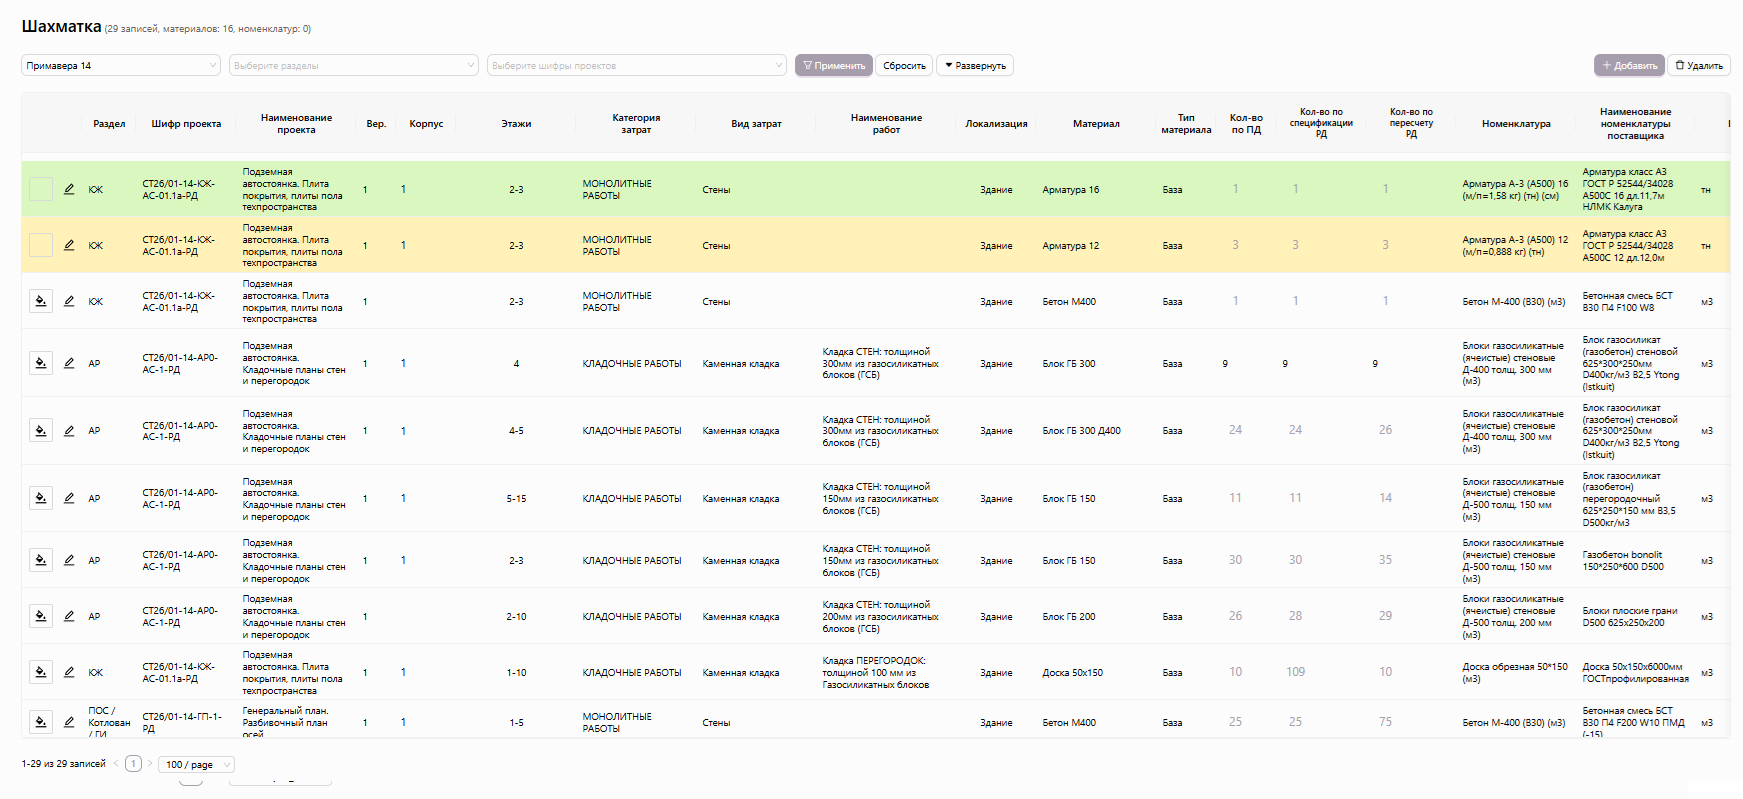 Шахматка (29 записей, материалов: 16, номенклатур: 0)
Примавера 14 Выберите разделы Выберите шифры проектов Применить Сбросить Развернуть + Добавить Удалить
Раздел Шифр проекта Наименование проекта Вер. Корпус Этажи Категория затрат Вид затрат Наименование работ Локализация Материал Тип материала Кол-во по ПД Кол-во по спецификации РД Кол-во по пересчету РД Номенклатура Наименование номенклатуры поставщика
КЖ СТ26/01-14-КЖ-АС-01.1а-РД Подземная автостоянка. Плита покрытия, плиты пола техпространства 1 1 2-3 МОНОЛИТНЫЕ РАБОТЫ Стены Здание Арматура 16 База 1 1 1 Арматура А-3 (А500) 16 (м/п=1,58 кг) (тн) (см) Арматура класс А3 ГОСТ Р 52544/34028 А500С 16 дл.11,7м НЛМК Калуга тн
КЖ СТ26/01-14-КЖ-АС-01.1а-РД Подземная автостоянка. Плита покрытия, плиты пола техпространства 1 1 2-3 МОНОЛИТНЫЕ РАБОТЫ Стены Здание Арматура 12 База 3 3 3 Арматура А-3 (А500) 12 (м/п=0,888 кг) (тн) Арматура класс А3 ГОСТ Р 52544/34028 А500С 12 дл.12,0м тн
КЖ СТ26/01-14-КЖ-АС-01.1а-РД Подземная автостоянка. Плита покрытия, плиты пола техпространства 1 2-3 МОНОЛИТНЫЕ РАБОТЫ Стены Здание Бетон М400 База 1 1 1 Бетон М-400 (В30) (м3) Бетонная смесь БСТ В30 П4 F100 W8 м3
АР СТ26/01-14-АР0-АС-1-РД Подземная автостоянка. Кладочные планы стен и перегородок 1 1 4 КЛАДОЧНЫЕ РАБОТЫ Каменная кладка Кладка СТЕН: толщиной 300мм из газосиликатных блоков (ГСБ) Здание Блок ГБ 300 База 9 9 9 Блоки газосиликатные (ячеистые) стеновые Д-400 толщ. 300 мм (м3) Блок газосиликат (газобетон) стеновой 625*300*250мм D400кг/м3 В2,5 Ytong (Istkuit) м3
АР СТ26/01-14-АР0-АС-1-РД Подземная автостоянка. Кладочные планы стен и перегородок 1 1 4-5 КЛАДОЧНЫЕ РАБОТЫ Каменная кладка Кладка СТЕН: толщиной 300мм из газосиликатных блоков (ГСБ) Здание Блок ГБ 300 Д400 База 24 24 26 Блоки газосиликатные (ячеистые) стеновые Д-400 толщ. 300 мм (м3) Блок газосиликат (газобетон) стеновой 625*300*250мм D400кг/м3 В2,5 Ytong (Istkuit) м3
АР СТ26/01-14-АР0-АС-1-РД Подземная автостоянка. Кладочные планы стен и перегородок 1 1 5-15 КЛАДОЧНЫЕ РАБОТЫ Каменная кладка Кладка СТЕН: толщиной 150мм из газосиликатных блоков (ГСБ) Здание Блок ГБ 150 База 11 11 14 Блоки газосиликатные (ячеистые) стеновые Д-500 толщ. 150 мм (м3) Блок газосиликат (газобетон) перегородочный 625*250*150 мм В3,5 D500кг/м3 м3
АР СТ26/01-14-АР0-АС-1-РД Подземная автостоянка. Кладочные планы стен и перегородок 1 1 2-3 КЛАДОЧНЫЕ РАБОТЫ Каменная кладка Кладка СТЕН: толщиной 150мм из газосиликатных блоков (ГСБ) Здание Блок ГБ 150 База 30 30 35 Блоки газосиликатные (ячеистые) стеновые Д-500 толщ. 150 мм (м3) Газобетон bonolit 150*250*600 D500 м3
АР СТ26/01-14-АР0-АС-1-РД Подземная автостоянка. Кладочные планы стен и перегородок 1 2-10 КЛАДОЧНЫЕ РАБОТЫ Каменная кладка Кладка СТЕН: толщиной 200мм из газосиликатных блоков (ГСБ) Здание Блок ГБ 200 База 26 28 29 Блоки газосиликатные (ячеистые) стеновые Д-500 толщ. 200 мм (м3) Блоки плоские грани D500 625х250х200 м3
КЖ СТ26/01-14-КЖ-АС-01.1а-РД Подземная автостоянка. Плита покрытия, плиты пола техпространства 1 1 1-10 КЛАДОЧНЫЕ РАБОТЫ Каменная кладка Кладка ПЕРЕГОРОДОК: толщиной 100 мм из Газосиликатных блоков Здание Доска 50х150 База 10 109 10 Доска обрезная 50*150 (м3) Доска 50х150х6000мм ГОСТпрофилированная м3
ПОС / Котлован / ГИ СТ26/01-14-ГП-1-РД Генеральный план. Разбивочный план осей 1 1 1-5 МОНОЛИТНЫЕ РАБОТЫ Стены Здание Бетон М400 База 25 25 75 Бетон М-400 (В30) (м3) Бетонная смесь БСТ В30 П4 F200 W10 ПМД (-15) м3
1-29 из 29 записей < 1 > 100 / page